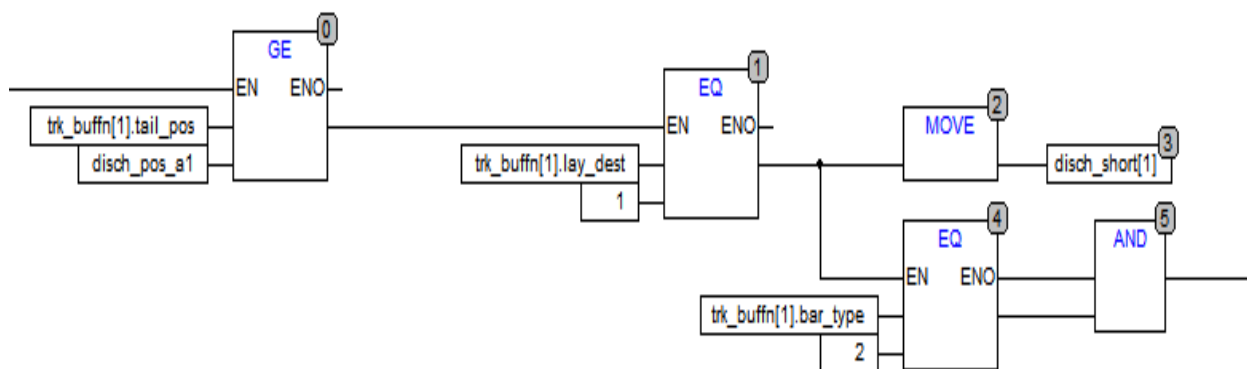 0
GE
EN ENO
trk_buffn[1].tail_pos
disch_pos_a1
1
EQ
EN ENO
trk_buffn[1].lay_dest
1
2
MOVE
3
disch_short[1]
4
EQ
EN ENO
trk_buffn[1].bar_type
2
5
AND